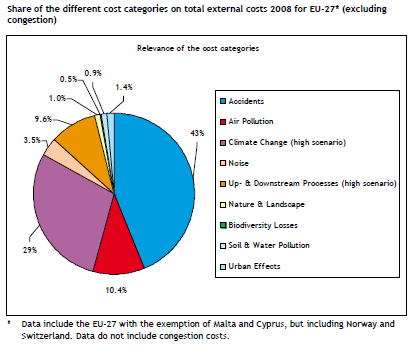 Share of the different cost categories on total external costs 2008 for EU-27* (excluding
congestion)
Relevance of the cost categories
0.9%
0.5%
1.4%
1.0%
9.6%
3.5%
43%
29%
10.4%
Accidents
Air Pollution
Climate Change (high scenario)
Noise
Up- & Downstream Processes (high scenario)
Nature & Landscape
Biodiversity Losses
Soil & Water Pollution
Urban Effects
* Data include the EU-27 with the exemption of Malta and Cyprus, but including Norway and
Switzerland. Data do not include congestion costs.